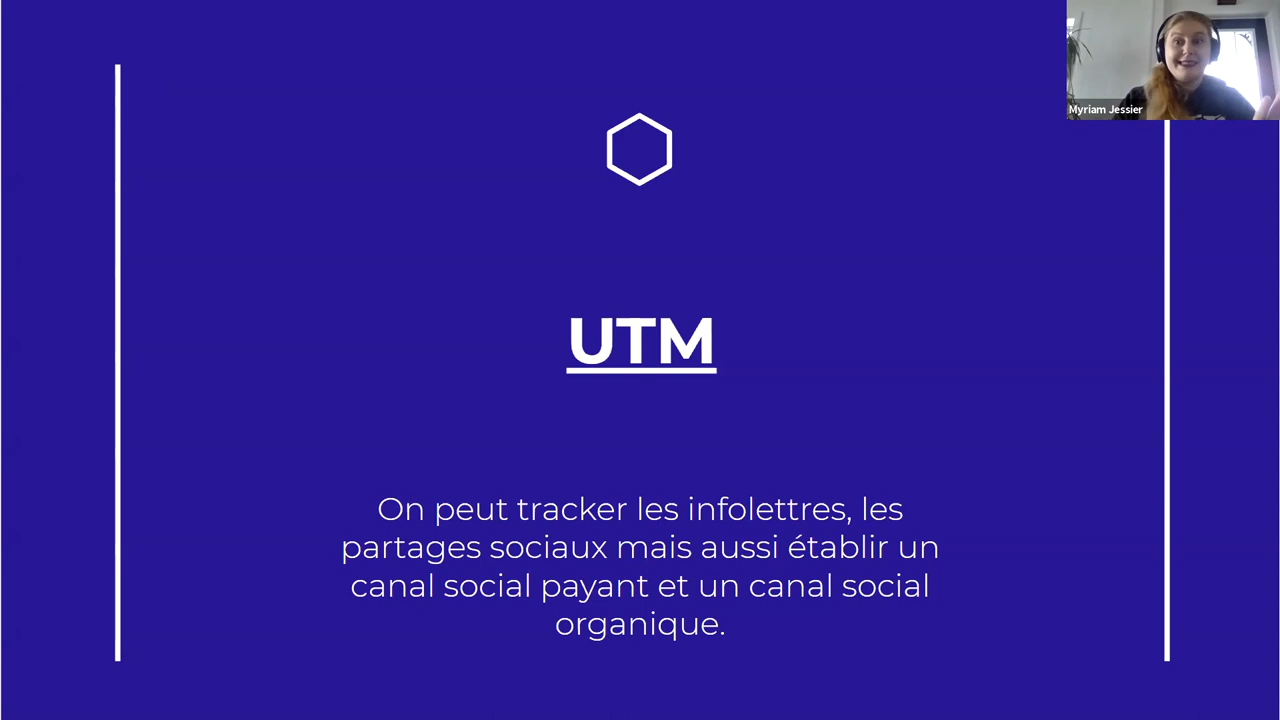 Myriam Jessier
UTM
On peut tracker les infolettres, les
partages sociaux mais aussi établir un
canal social payant et un canal social
organique.